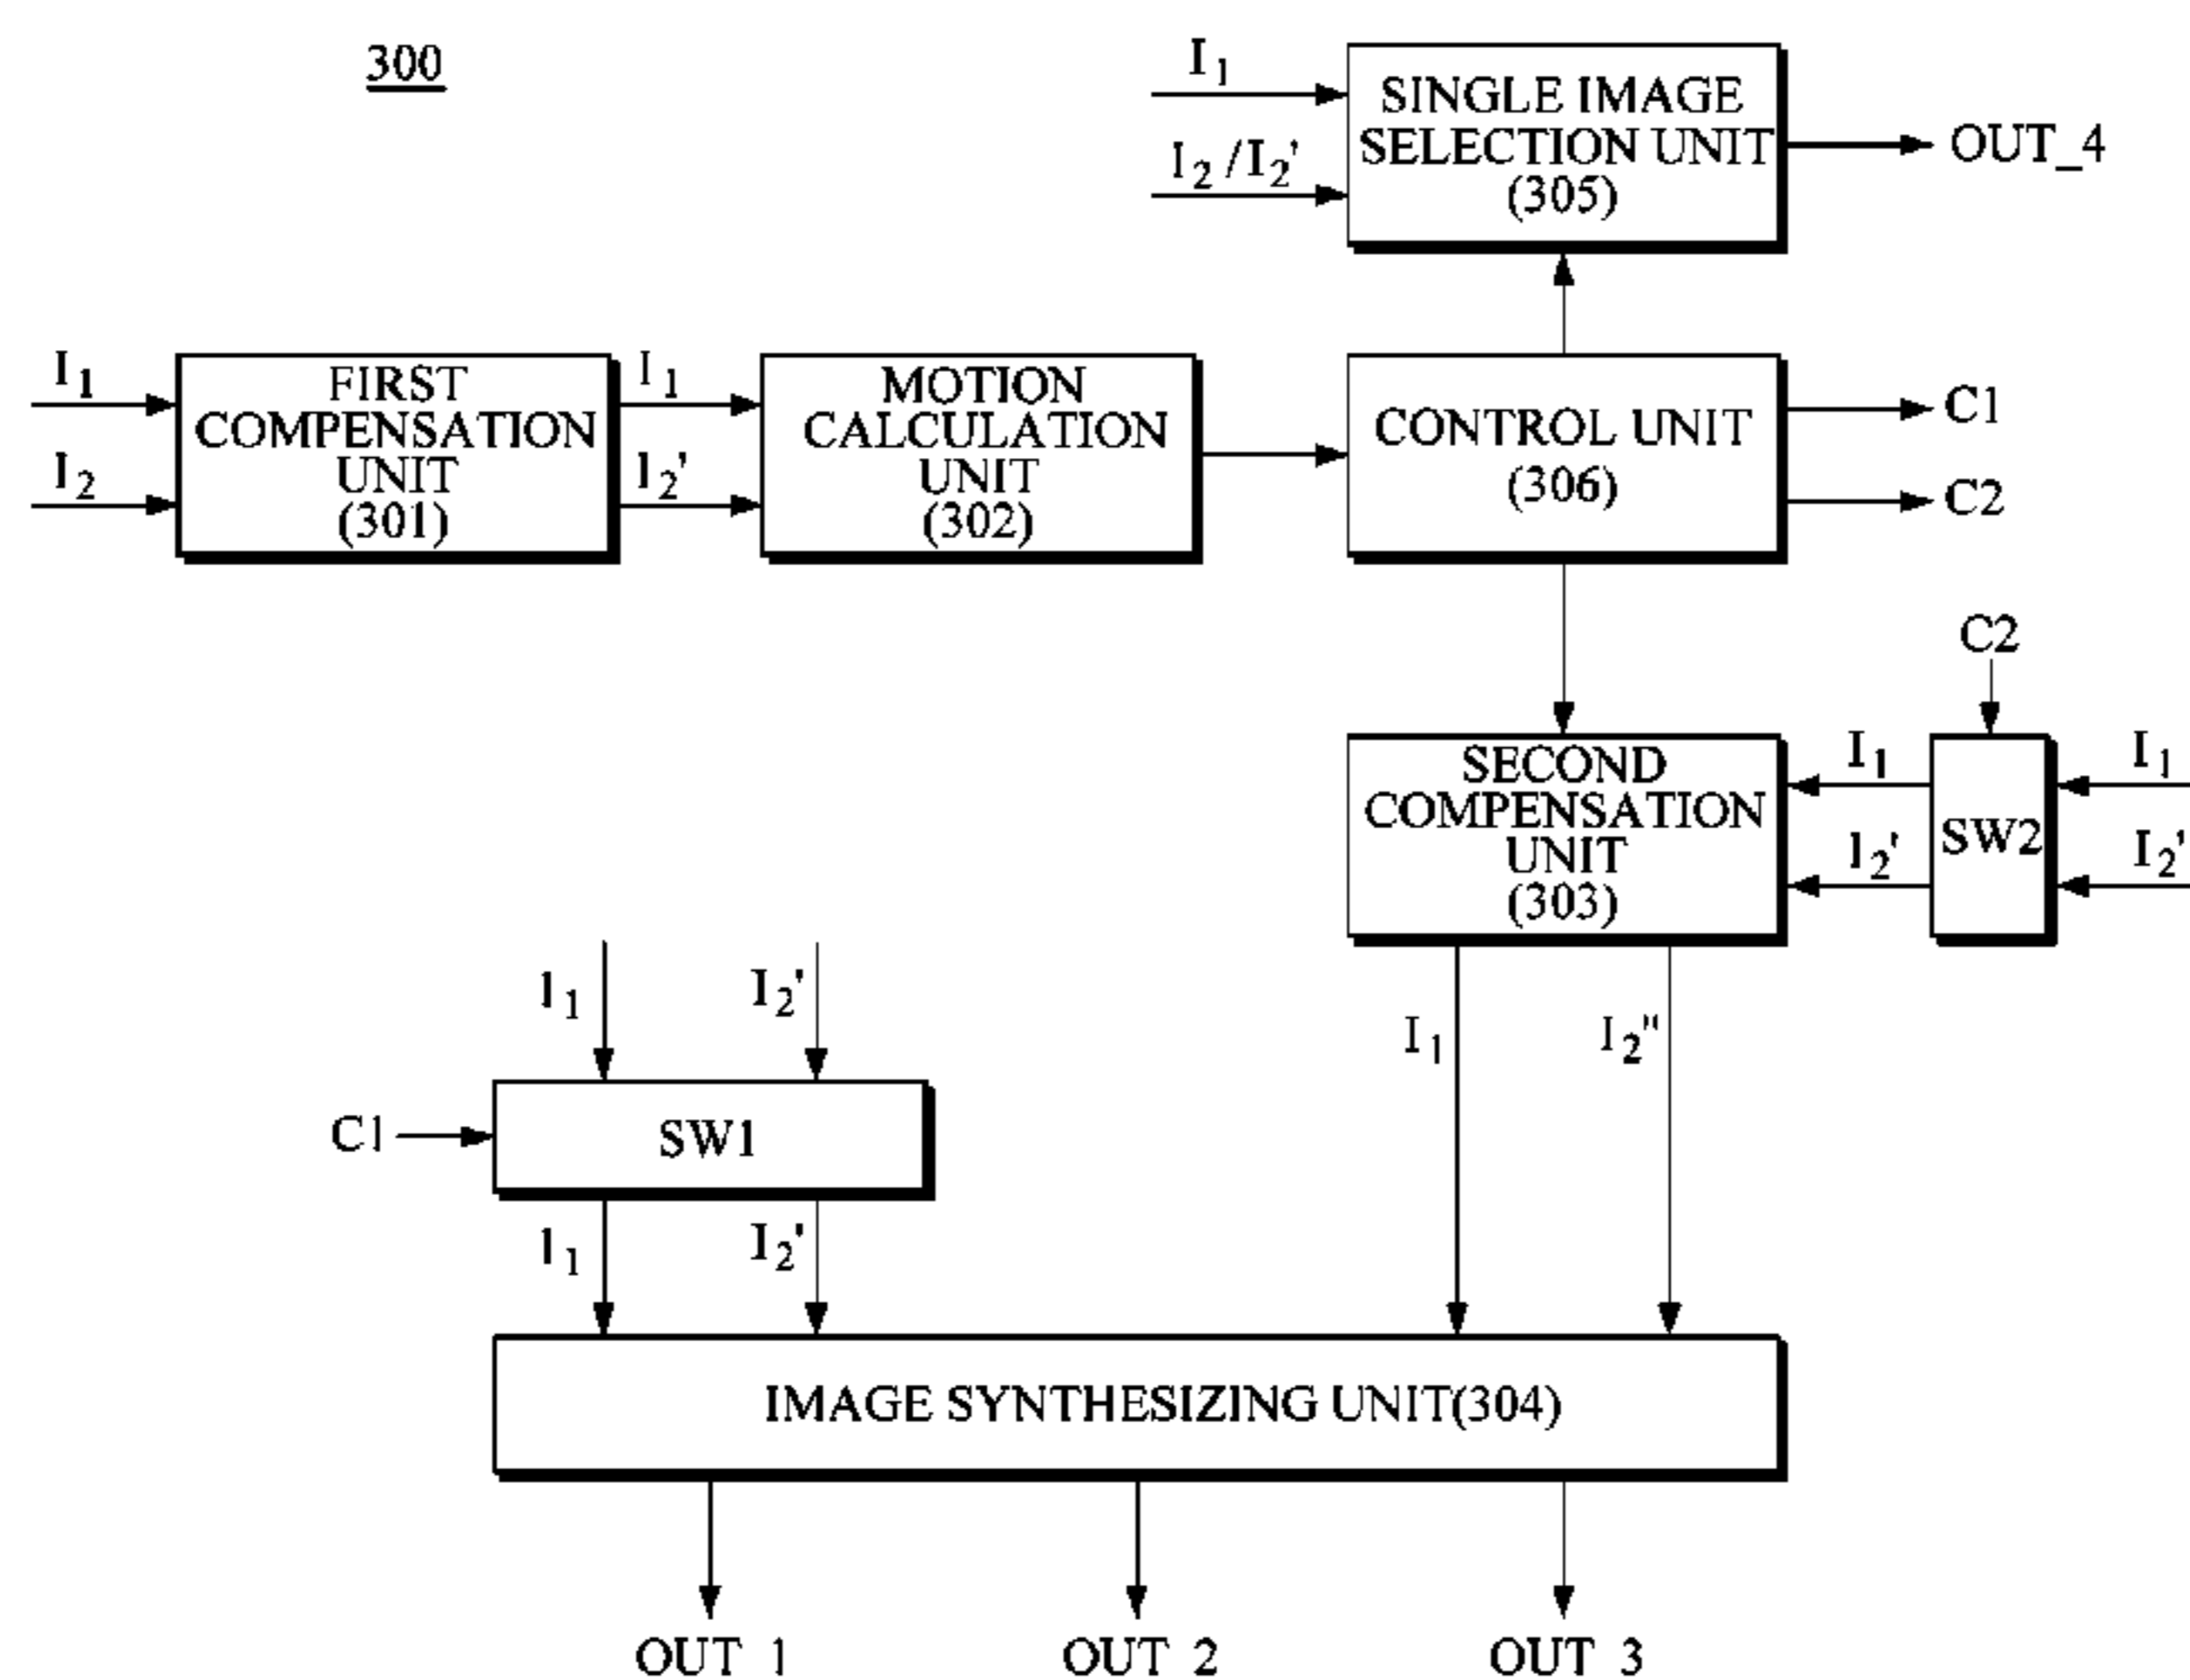 300
I1
I2/I2'
SINGLE IMAGE
SELECTION UNIT
(305)
OUT_4
I1
I2
FIRST
COMPENSATION
UNIT
(301)
I1
I2'
MOTION
CALCULATION
UNIT
(302)
CONTROL UNIT
(306)
C1
C2
C2
SECOND
COMPENSATION
UNIT
(303)
I1
I2'
SW2
I1
I2'
I1
I2'
I1
I2"
C1
SW1
I1
I2'
IMAGE SYNTHESIZING UNIT(304)
OUT_1
OUT_2
OUT_3